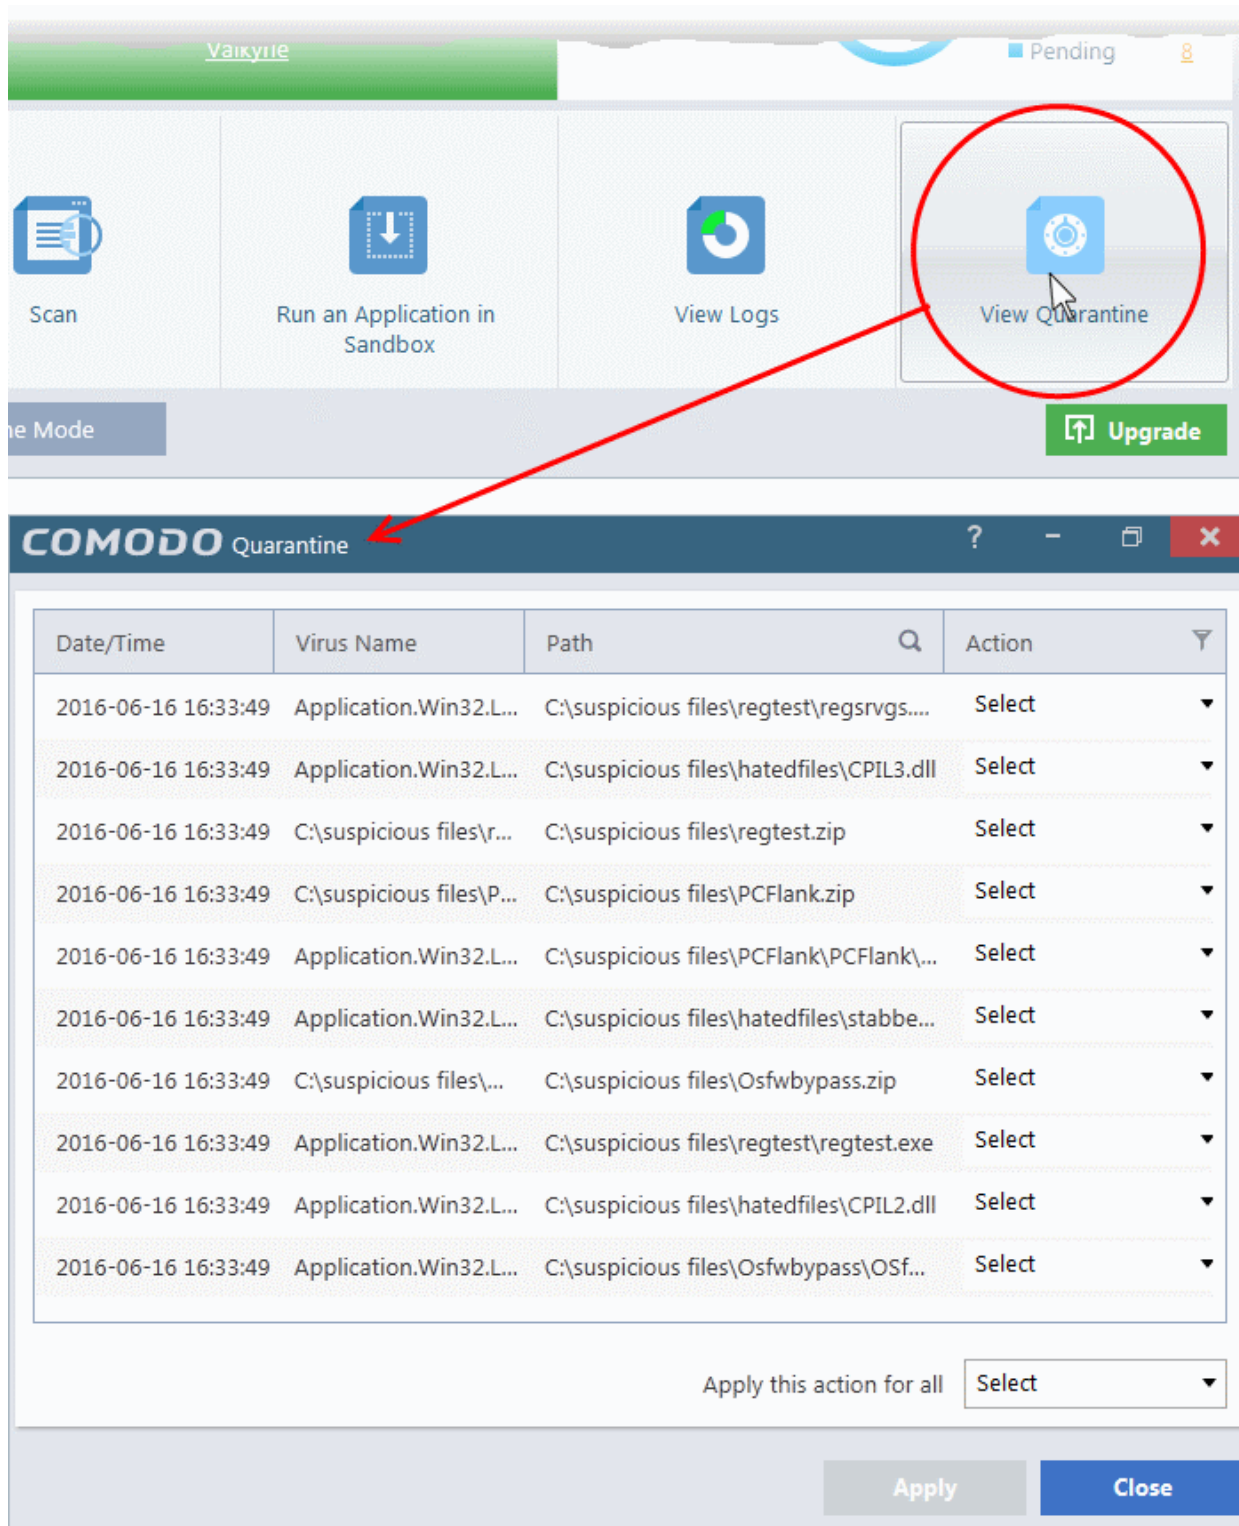 Valkyrie
Pending 8
Scan
Run an Application in
Sandbox
View Logs
View Quarantine
Mode
Upgrade
COMODO Quarantine ?
Date/Time Virus Name Path Action
2016-06-16 16:33:49 Application.Win32.L... C:\suspicious files\regtest\regsrvgs.... Select
2016-06-16 16:33:49 Application.Win32.L... C:\suspicious files\hatedfiles\CPIL3.dll Select
2016-06-16 16:33:49 C:\suspicious files\r... C:\suspicious files\regtest.zip Select
2016-06-16 16:33:49 C:\suspicious files\P... C:\suspicious files\PCFlank.zip Select
2016-06-16 16:33:49 Application.Win32.L... C:\suspicious files\PCFlank\PCFlank\... Select
2016-06-16 16:33:49 Application.Win32.L... C:\suspicious files\hatedfiles\stabbe... Select
2016-06-16 16:33:49 C:\suspicious files\... C:\suspicious files\Osfwbypass.zip Select
2016-06-16 16:33:49 Application.Win32.L... C:\suspicious files\regtest\regtest.exe Select
2016-06-16 16:33:49 Application.Win32.L... C:\suspicious files\hatedfiles\CPIL2.dll Select
2016-06-16 16:33:49 Application.Win32.L... C:\suspicious files\Osfwbypass\OSf... Select
Apply this action for all Select
Apply Close